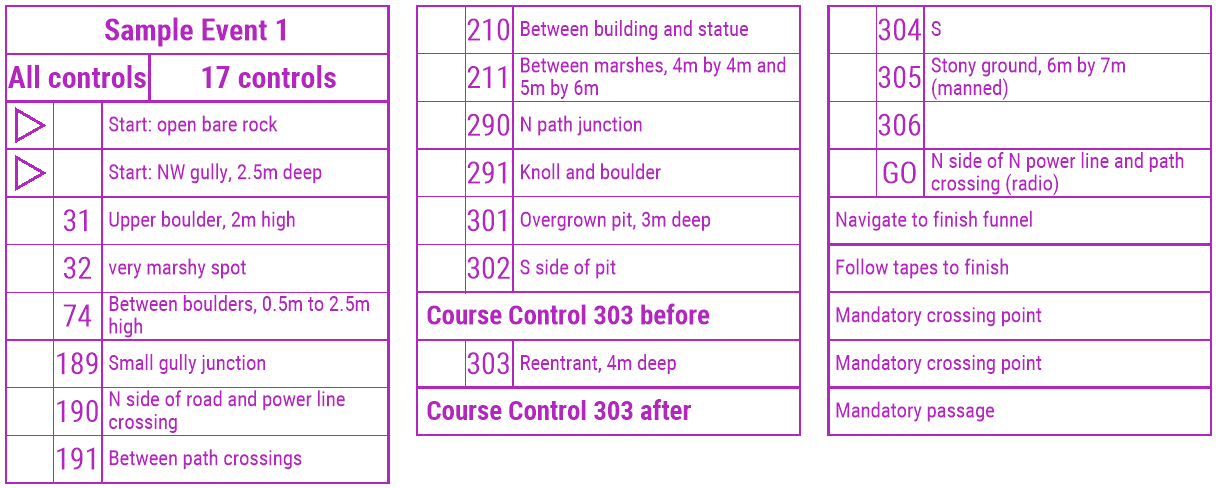 Sample Event 1
All controls 17 controls
Start: open bare rock
Start: NW gully, 2.5m deep
31 Upper boulder, 2m high
32 very marshy spot
74 Between boulders, 0.5m to 2.5m
high
189 Small gully junction
190 N side of road and power line
crossing
191 Between path crossings
210 Between building and statue
211 Between marshes, 4m by 4m and
5m by 6m
290 N path junction
291 Knoll and boulder
301 Overgrown pit, 3m deep
302 S side of pit
Course Control 303 before
303 Reentrant, 4m deep
Course Control 303 after
304 S
305 Stony ground, 6m by 7m
(manned)
306
GO N side of N power line and path
crossing (radio)
Navigate to finish funnel
Follow tapes to finish
Mandatory crossing point
Mandatory crossing point
Mandatory passage